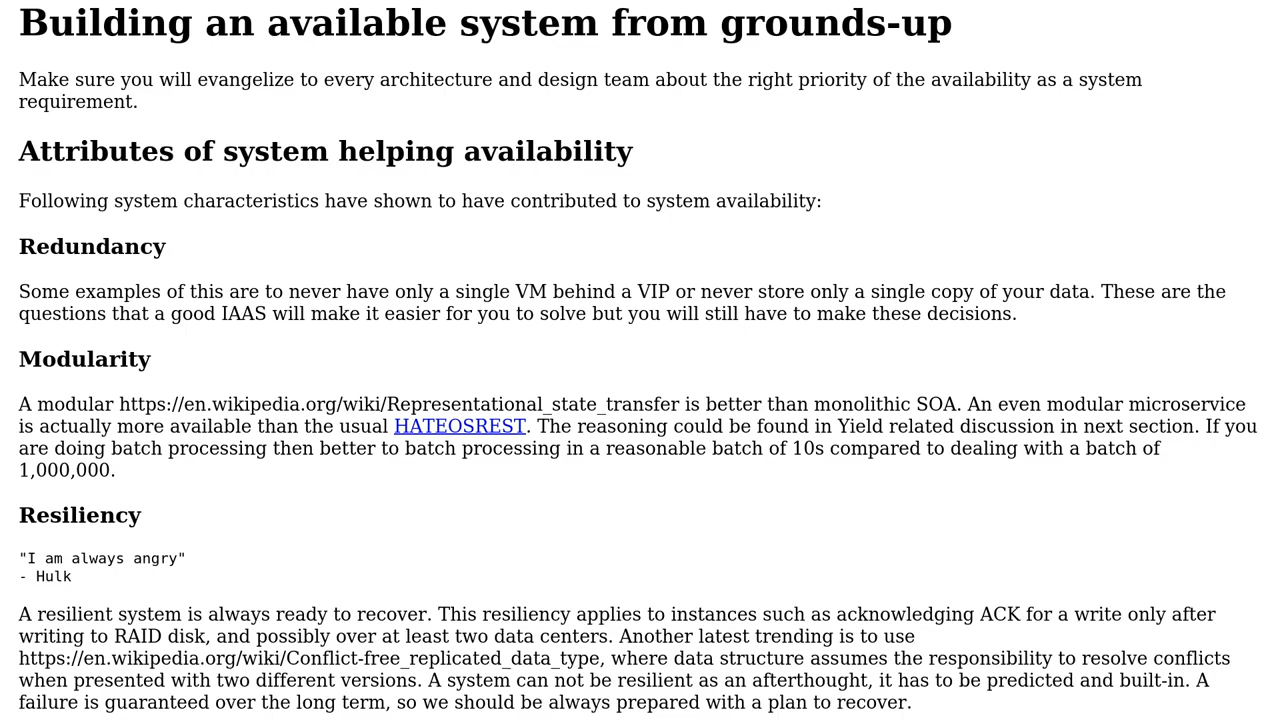 Building an available system from grounds-up
Make sure you will evangelize to every architecture and design team about the right priority of the availability as a system
requirement.
Attributes of system helping availability
Following system characteristics have shown to have contributed to system availability:
Redundancy
Some examples of this are to never have only a single VM behind a VIP or never store only a single copy of your data. These are the
questions that a good IAAS will make it easier for you to solve but you will still have to make these decisions.
Modularity
A modular https://en.wikipedia.org/wiki/Representational_state_transfer is better than monolithic SOA. An even modular microservice
is actually more available than the usual HATEOSREST. The reasoning could be found in Yield related discussion in next section. If you
are doing batch processing then better to batch processing in a reasonable batch of 10s compared to dealing with a batch of
1,000,000.
Resiliency
"I am always angry"
- Hulk
A resilient system is always ready to recover. This resiliency applies to instances such as acknowledging ACK for a write only after
writing to RAID disk, and possibly over at least two data centers. Another latest trending is to use
https://en.wikipedia.org/wiki/Conflict-free_replicated_data_type, where data structure assumes the responsibility to resolve conflicts
when presented with two different versions. A system can not be resilient as an afterthought, it has to be predicted and built-in. A
failure is guaranteed over the long term, so we should be always prepared with a plan to recover.